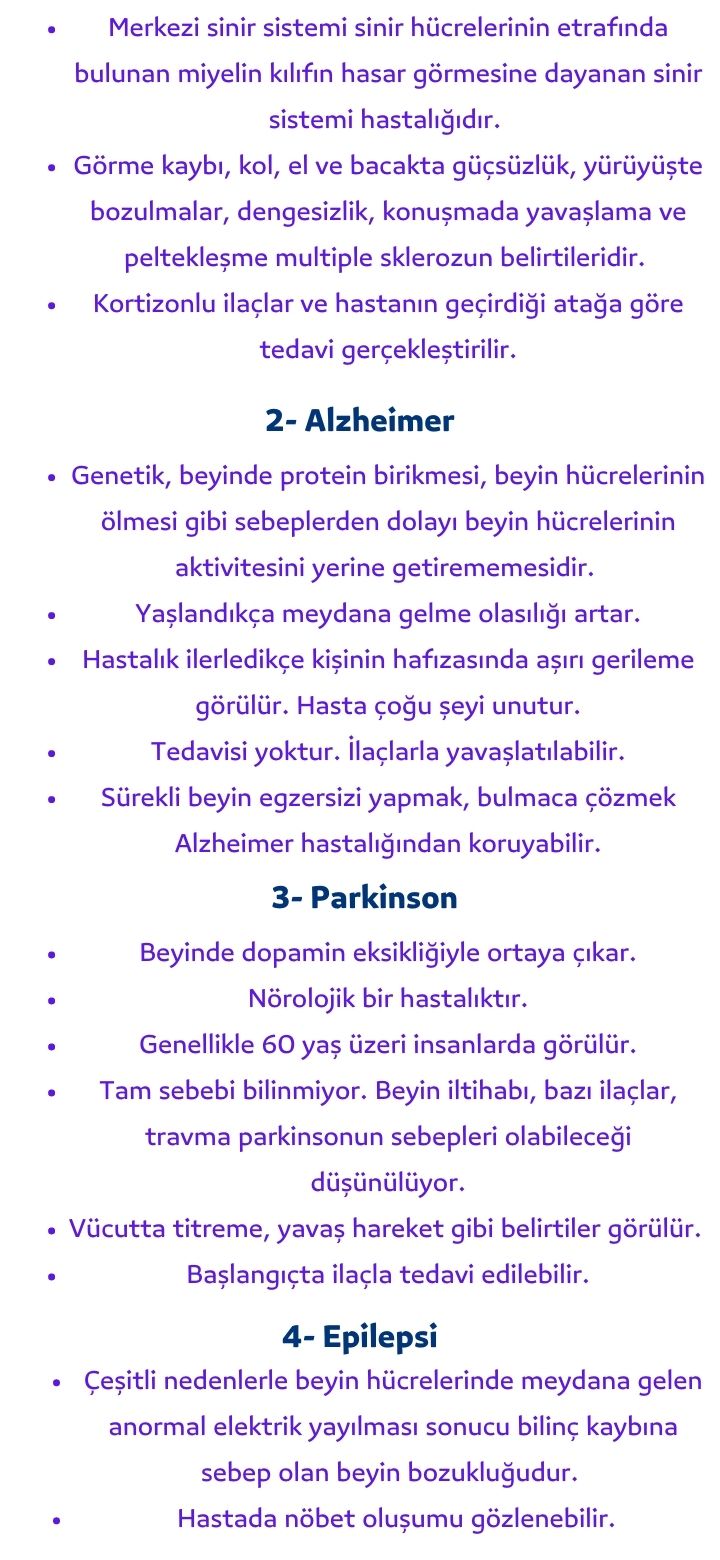 • Merkezi sinir sistemi sinir hücrelerinin etrafında
bulunan miyelin kılıfın hasar görmesine dayanan sinir
sistemi hastalığıdır.
• Görme kaybı, kol, el ve bacakta güçsüzlük, yürüyüşte
bozulmalar, dengesizlik, konuşmada yavaşlama ve
peltekleşme multiple sklerozun belirtileridir.
• Kortizonlu ilaçlar ve hastanın geçirdiği atağa göre
tedavi gerçekleştirilir.
2- Alzheimer
• Genetik, beyinde protein birikmesi, beyin hücrelerinin
ölmesi gibi sebeplerden dolayı beyin hücrelerinin
aktivitesini yerine getirememesidir.
• Yaşlandıkça meydana gelme olasılığı artar.
• Hastalık ilerledikçe kişinin hafızasında aşırı gerileme
görülür. Hasta çoğu şeyi unutur.
• Tedavisi yoktur. İlaçlarla yavaşlatılabilir.
• Sürekli beyin egzersizi yapmak, bulmaca çözmek
Alzheimer hastalığından koruyabilir.
3- Parkinson
• Beyinde dopamin eksikliğiyle ortaya çıkar.
• Nörolojik bir hastalıktır.
• Genellikle 60 yaş üzeri insanlarda görülür.
• Tam sebebi bilinmiyor. Beyin iltihabı, bazı ilaçlar,
travma parkinsonun sebepleri olabileceği
düşünülüyor.
• Vücutta titreme, yavaş hareket gibi belirtiler görülür.
• Başlangıçta ilaçla tedavi edilebilir.
4- Epilepsi
• Çeşitli nedenlerle beyin hücrelerinde meydana gelen
anormal elektrik yayılması sonucu bilinç kaybına
sebep olan beyin bozukluğudur.
• Hastada nöbet oluşumu gözlenebilir.